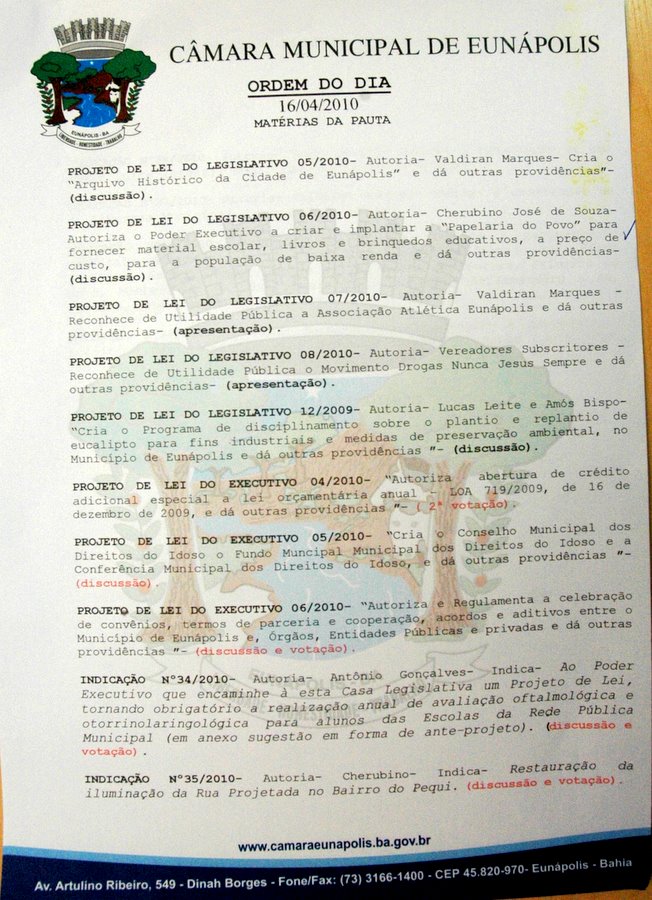 CÂMARA MUNICIPAL DE EUNÁPOLIS
ORDEM DO DIA
16/04/2010
MATÉRIAS DA PAUTA
EUNÁPOLIS-BA
LIBERDADE - HONESTIDADE - TRABALHO
PROJETO DE LEI DO LEGISLATIVO 05/2010- Autoria- Valdiran Marques- Cria o
"Arquivo Histórico da Cidade de Eunápolis" e dá outras providências"-
(discussão).
PROJETO DE LEI DO LEGISLATIVO 06/2010- Autoria- Cherubino José de Souza-
Autoriza o Poder Executivo a criar e implantar a "Papelaria do Povo" para
fornecer material escolar, livros e brinquedos educativos, a preço de
custo, para a população de baixa renda e dá outras providências-
(discussão).
PROJETO DE LEI DO LEGISLATIVO 07/2010- Autoria- Valdiran Marques -
Reconhece de Utilidade Pública a Associação Atlética Eunápolis e dá outras
providências- (apresentação).
PROJETO DE LEI DO LEGISLATIVO 08/2010- Autoria- Vereadores Subscritores -
Reconhece de Utilidade Pública o Movimento Drogas Nunca Jesus Sempre e dá
outras providências- (apresentação).
PROJETO DE LEI DO LEGISLATIVO 12/2009- Autoria- Lucas Leite e Amós Bispo-
"Cria o Programa de disciplinamento sobre o plantio e replantio de
eucalipto para fins industriais e medidas de preservação ambiental, no
Município de Eunápolis e dá outras providências "- (discussão).
PROJETO DE LEI DO EXECUTIVO 04/2010- "Autoriza abertura de crédito
adicional especial a lei orçamentária anual - LOA 719/2009, de 16 de
dezembro de 2009, e dá outras providências "- ( 2ª votação).
PROJETO DE LEI DO EXECUTIVO 05/2010- "Cria o Conselho Municipal dos
Direitos do Idoso o Fundo Muncipal Municipal dos Direitos do Idoso e a
Conferência Municipal dos Direitos do Idoso, e dá outras providências "-
(discussão).
PROJETO DE LEI DO EXECUTIVO 06/2010- "Autoriza e Regulamenta a celebração
de convênios, termos de parceria e cooperação, acordos e aditivos entre o
Município de Eunápolis e, Órgãos, Entidades Públicas e privadas e dá outras
providências "- (discussão e votação).
INDICAÇÃO Nº34/2010- Autoria- Antônio Gonçalves- Indica- Ao Poder
Executivo que encaminhe à esta Casa Legislativa um Projeto de Lei,
tornando obrigatório a realização anual de avaliação oftalmológica e
otorrinolaringológica para alunos das Escolas da Rede Pública
Municipal (em anexo sugestão em forma de ante-projeto). (discussão e
votação).
INDICAÇÃO Nº35/2010- Autoria- Cherubino- Indica- Restauração da
iluminação da Rua Projetada no Bairro do Pequi. (discussão e votação).
www.camaraeunapolis.ba.gov.br
Av. Artulino Ribeiro, 549 - Dinah Borges - Fone/Fax: (73) 3166-1400 - CEP 45.820-970- Eunápolis - Bahia